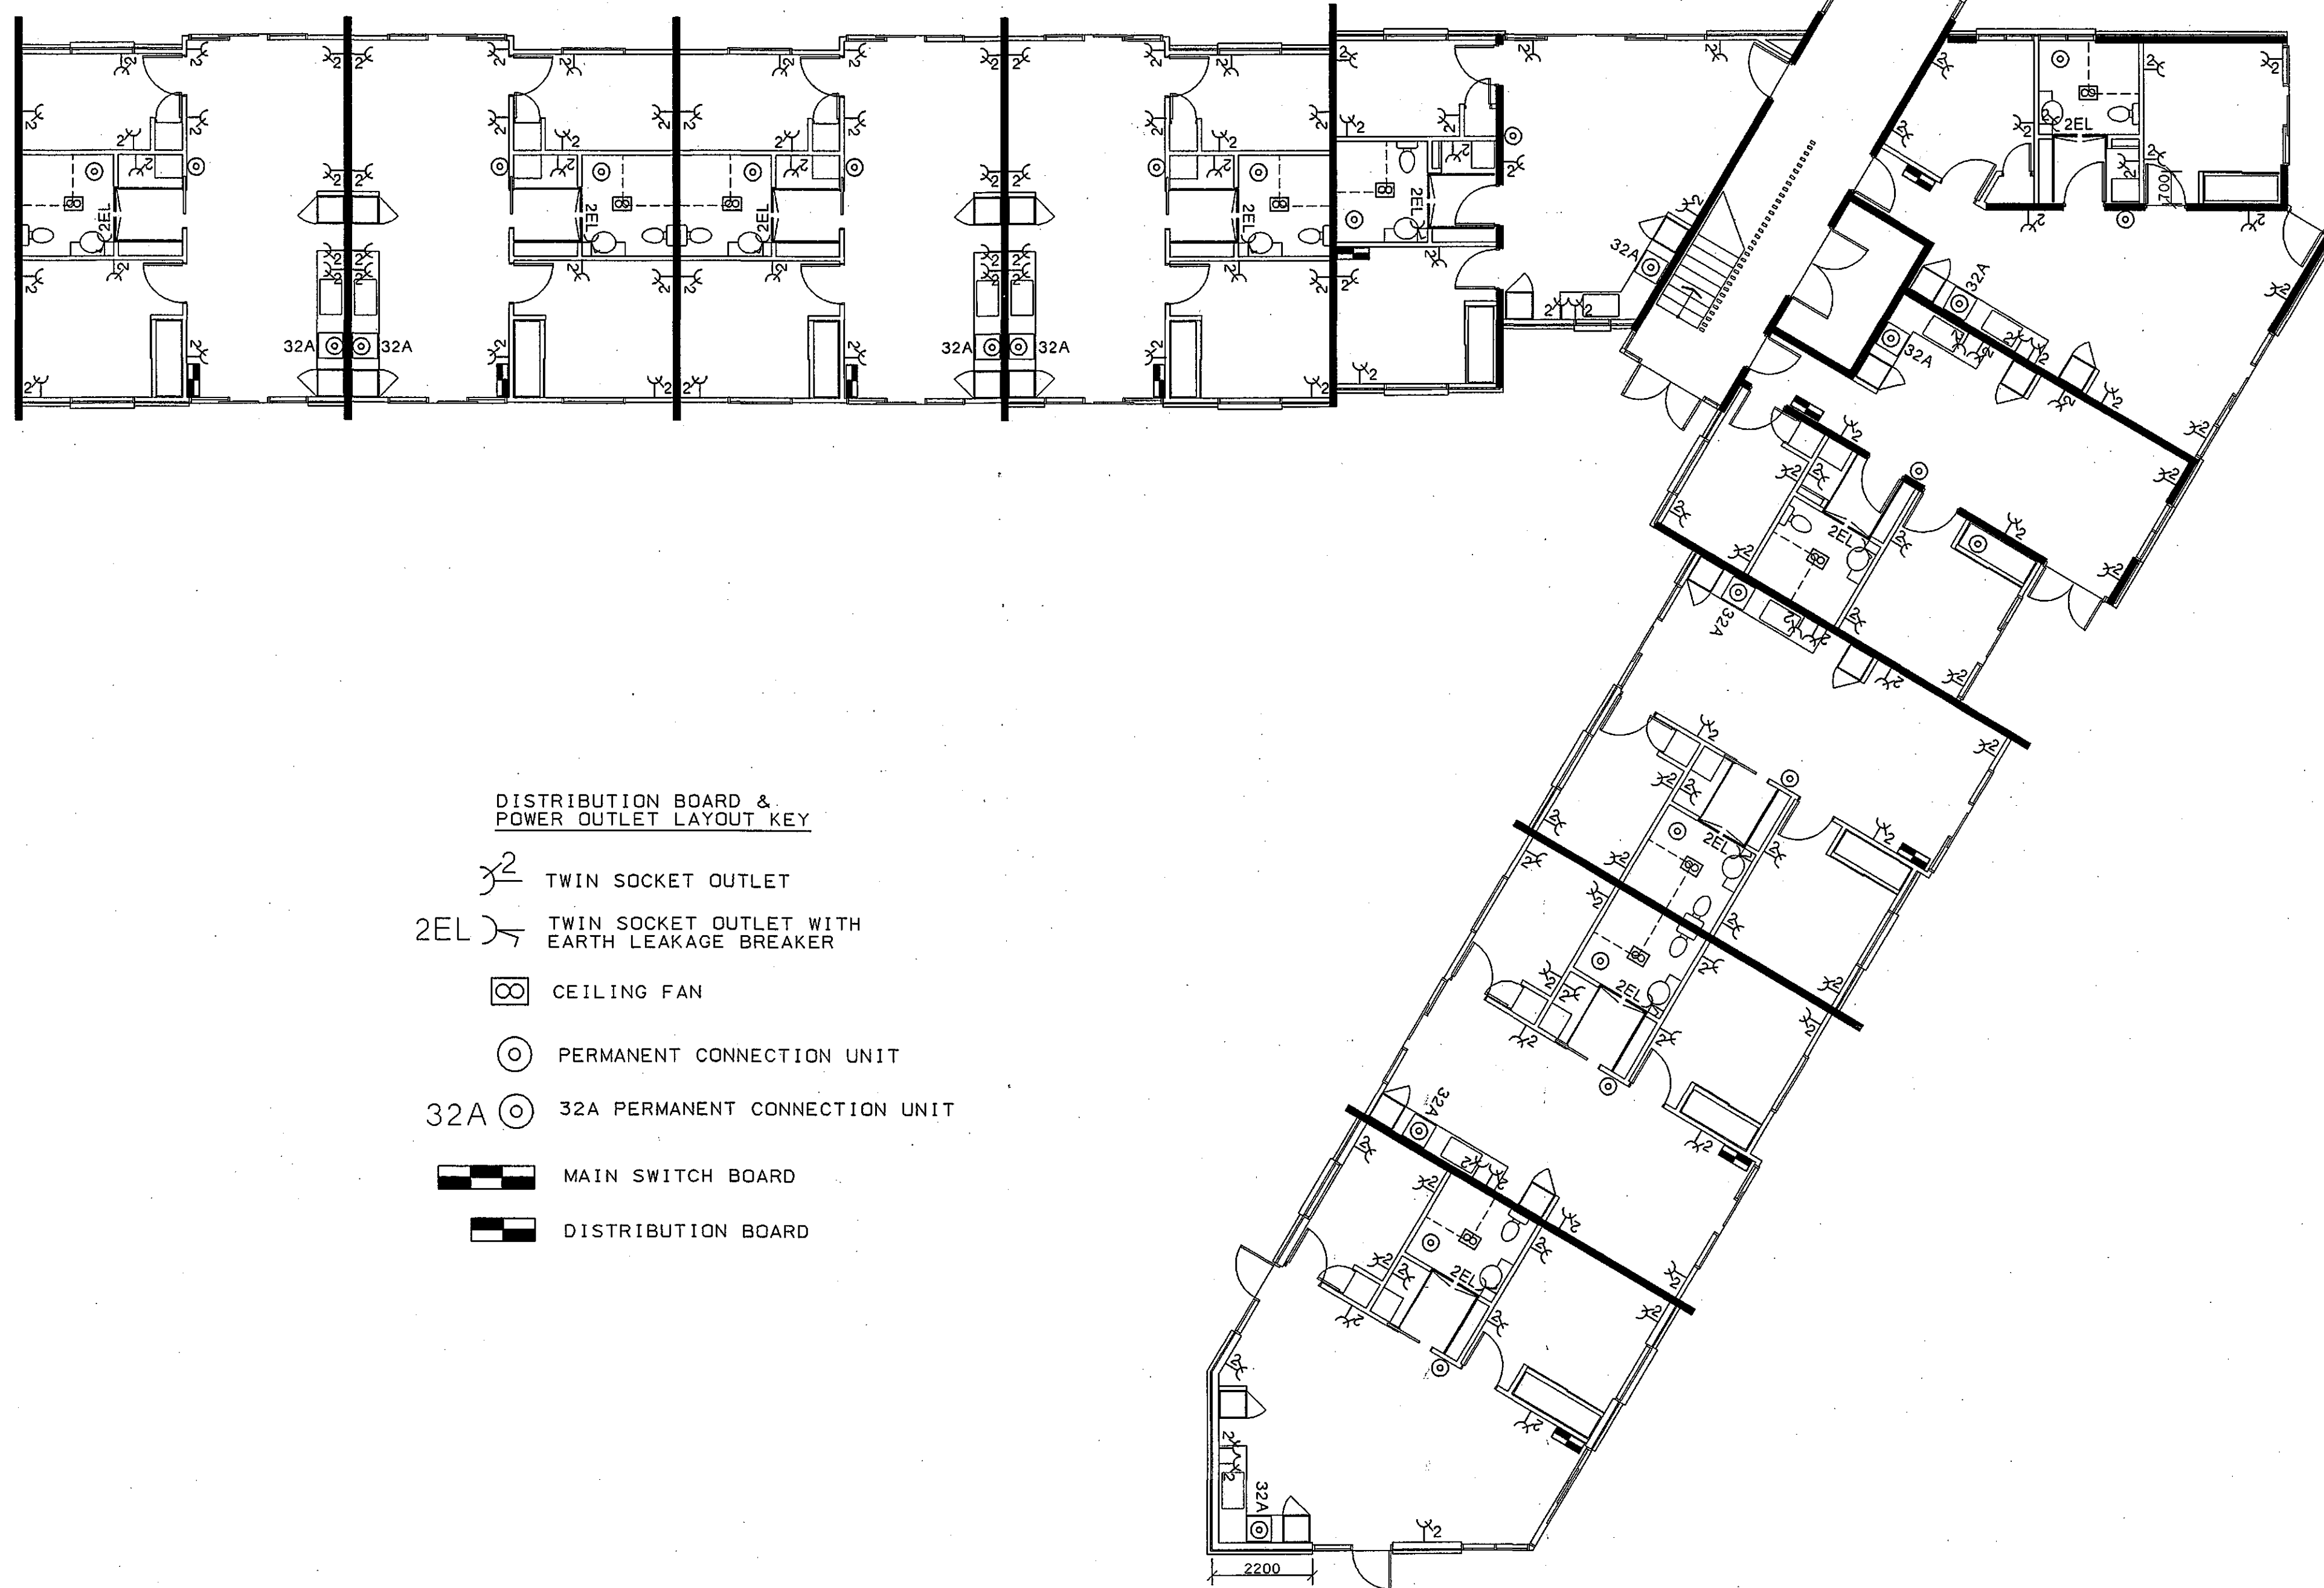 DISTRIBUTION BOARD &
POWER OUTLET LAYOUT KEY
2 TWIN SOCKET OUTLET
2EL TWIN SOCKET OUTLET WITH
EARTH LEAKAGE BREAKER
CEILING FAN
PERMANENT CONNECTION UNIT
32A 32A PERMANENT CONNECTION UNIT
MAIN SWITCH BOARD
DISTRIBUTION BOARD
2EL
2EL
2EL
2EL
2EL
2EL
2EL
2EL
2EL
2EL
32A
32A
32A
32A
32A
32A
32A
32A
32A
32A
700
2200